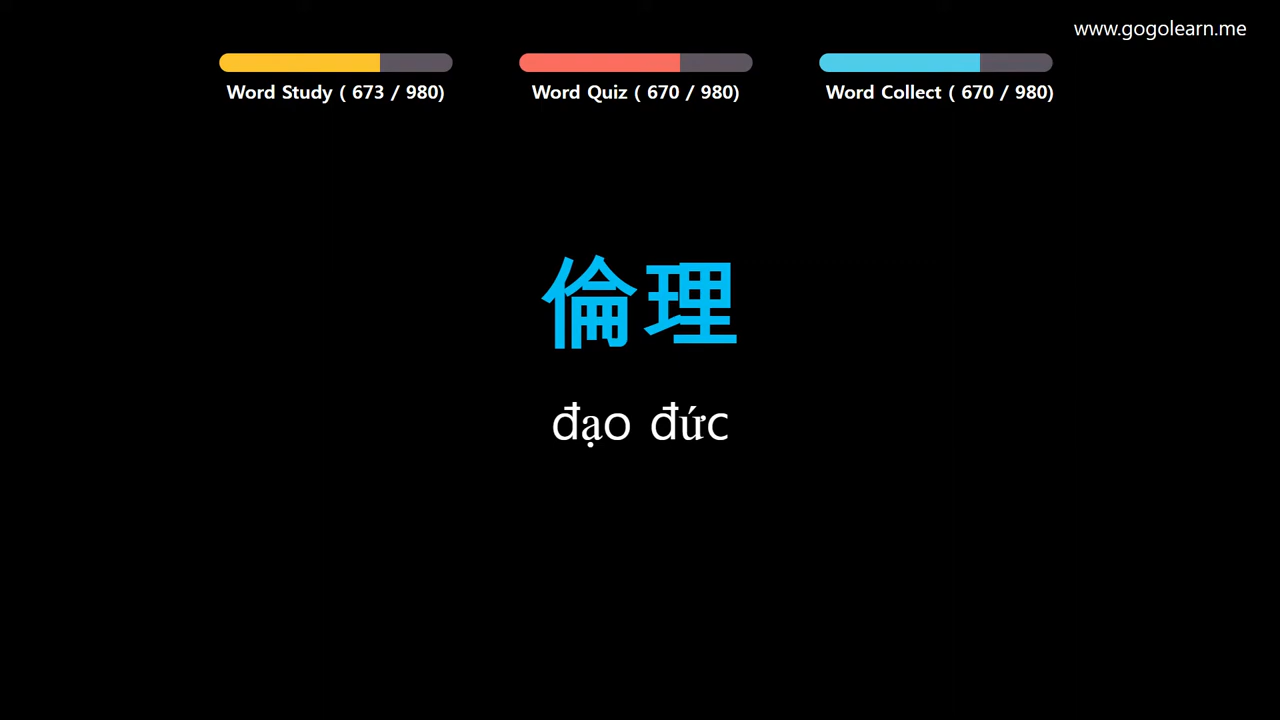 www.gogolearn.me
Word Study ( 673 / 980)
Word Quiz ( 670 / 980)
Word Collect ( 670 / 980)
倫理
đạo đức